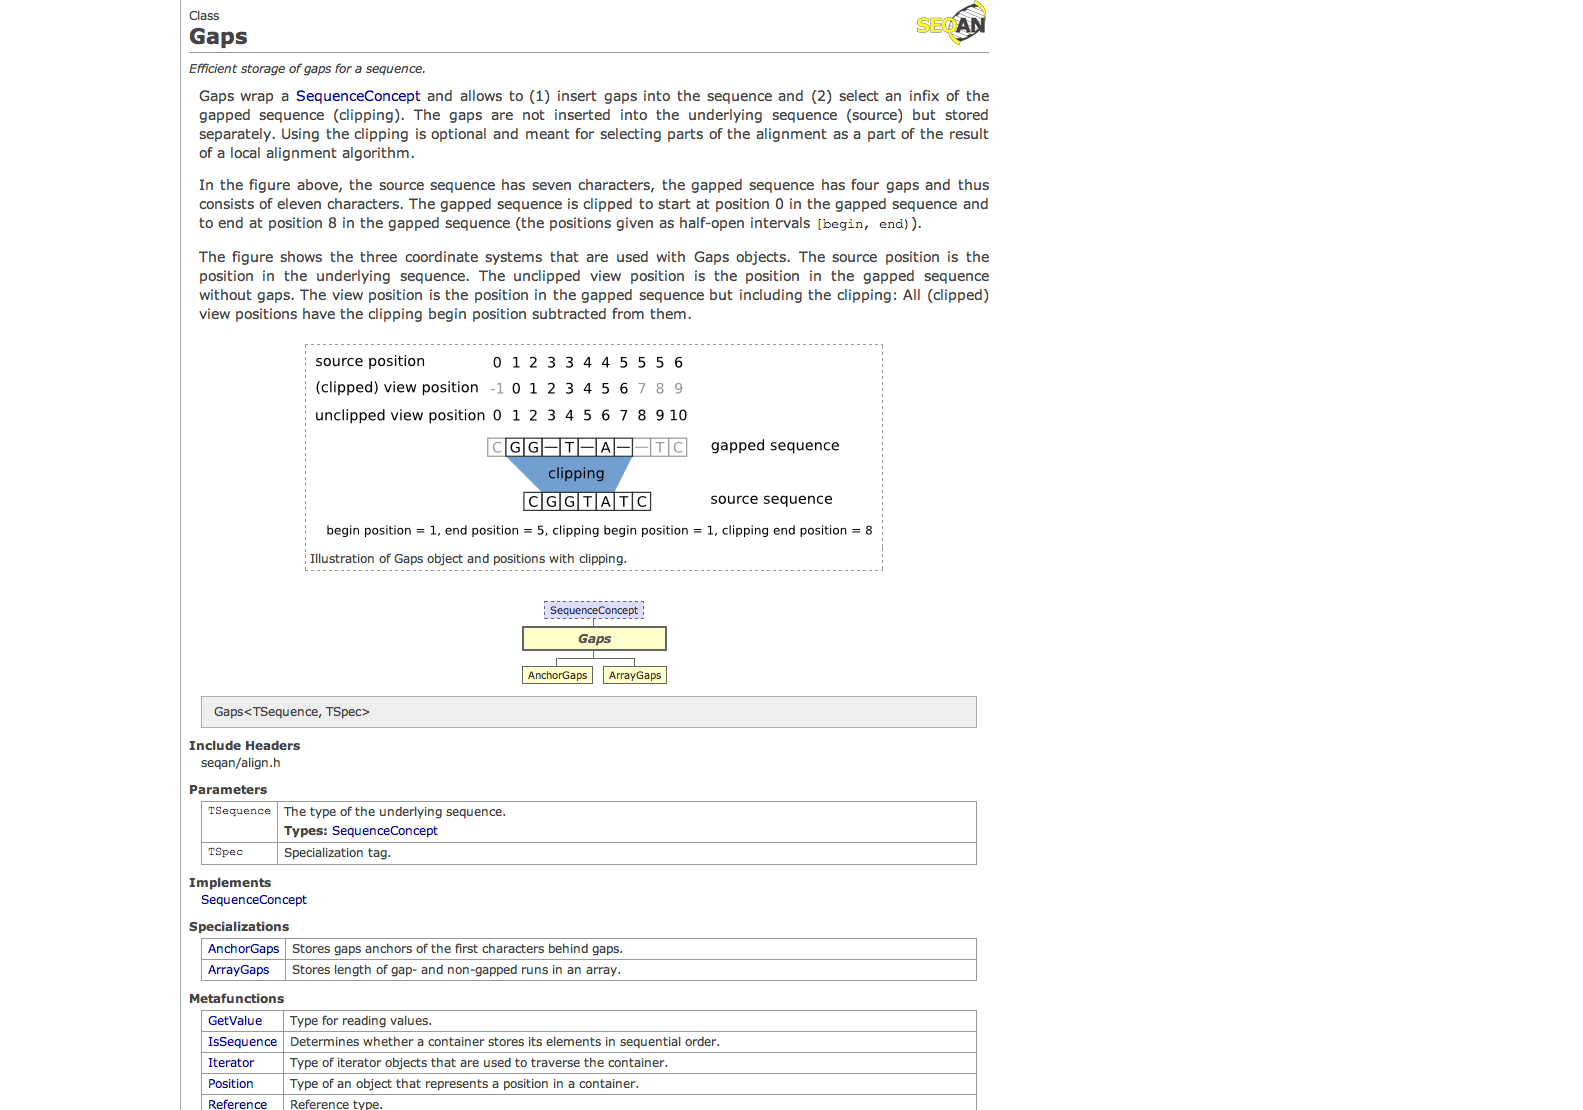 Class
Gaps
SEQAN
Efficient storage of gaps for a sequence.
Gaps wrap a SequenceConcept and allows to (1) insert gaps into the sequence and (2) select an infix of the
gapped sequence (clipping). The gaps are not inserted into the underlying sequence (source) but stored
separately. Using the clipping is optional and meant for selecting parts of the alignment as a part of the result
of a local alignment algorithm.
In the figure above, the source sequence has seven characters, the gapped sequence has four gaps and thus
consists of eleven characters. The gapped sequence is clipped to start at position 0 in the gapped sequence and
to end at position 8 in the gapped sequence (the positions given as half-open intervals [begin, end)).
The figure shows the three coordinate systems that are used with Gaps objects. The source position is the
position in the underlying sequence. The unclipped view position is the position in the gapped sequence
without gaps. The view position is the position in the gapped sequence but including the clipping: All (clipped)
view positions have the clipping begin position subtracted from them.
source position 0 1 2 3 3 4 4 5 5 5 6
(clipped) view position -1 0 1 2 3 4 5 6 7 8 9
unclipped view position 0 1 2 3 4 5 6 7 8 9 10
C G G — T — A — — T C gapped sequence
clipping
C G G T A T C source sequence
begin position = 1, end position = 5, clipping begin position = 1, clipping end position = 8
Illustration of Gaps object and positions with clipping.
SequenceConcept
Gaps
AnchorGaps ArrayGaps
Gaps<TSequence, TSpec>
Include Headers
seqan/align.h
Parameters
TSequence The type of the underlying sequence.
Types: SequenceConcept
TSpec Specialization tag.
Implements
SequenceConcept
Specializations
AnchorGaps Stores gaps anchors of the first characters behind gaps.
ArrayGaps Stores length of gap- and non-gapped runs in an array.
Metafunctions
GetValue Type for reading values.
IsSequence Determines whether a container stores its elements in sequential order.
Iterator Type of iterator objects that are used to traverse the container.
Position Type of an object that represents a position in a container.
Reference Reference type.